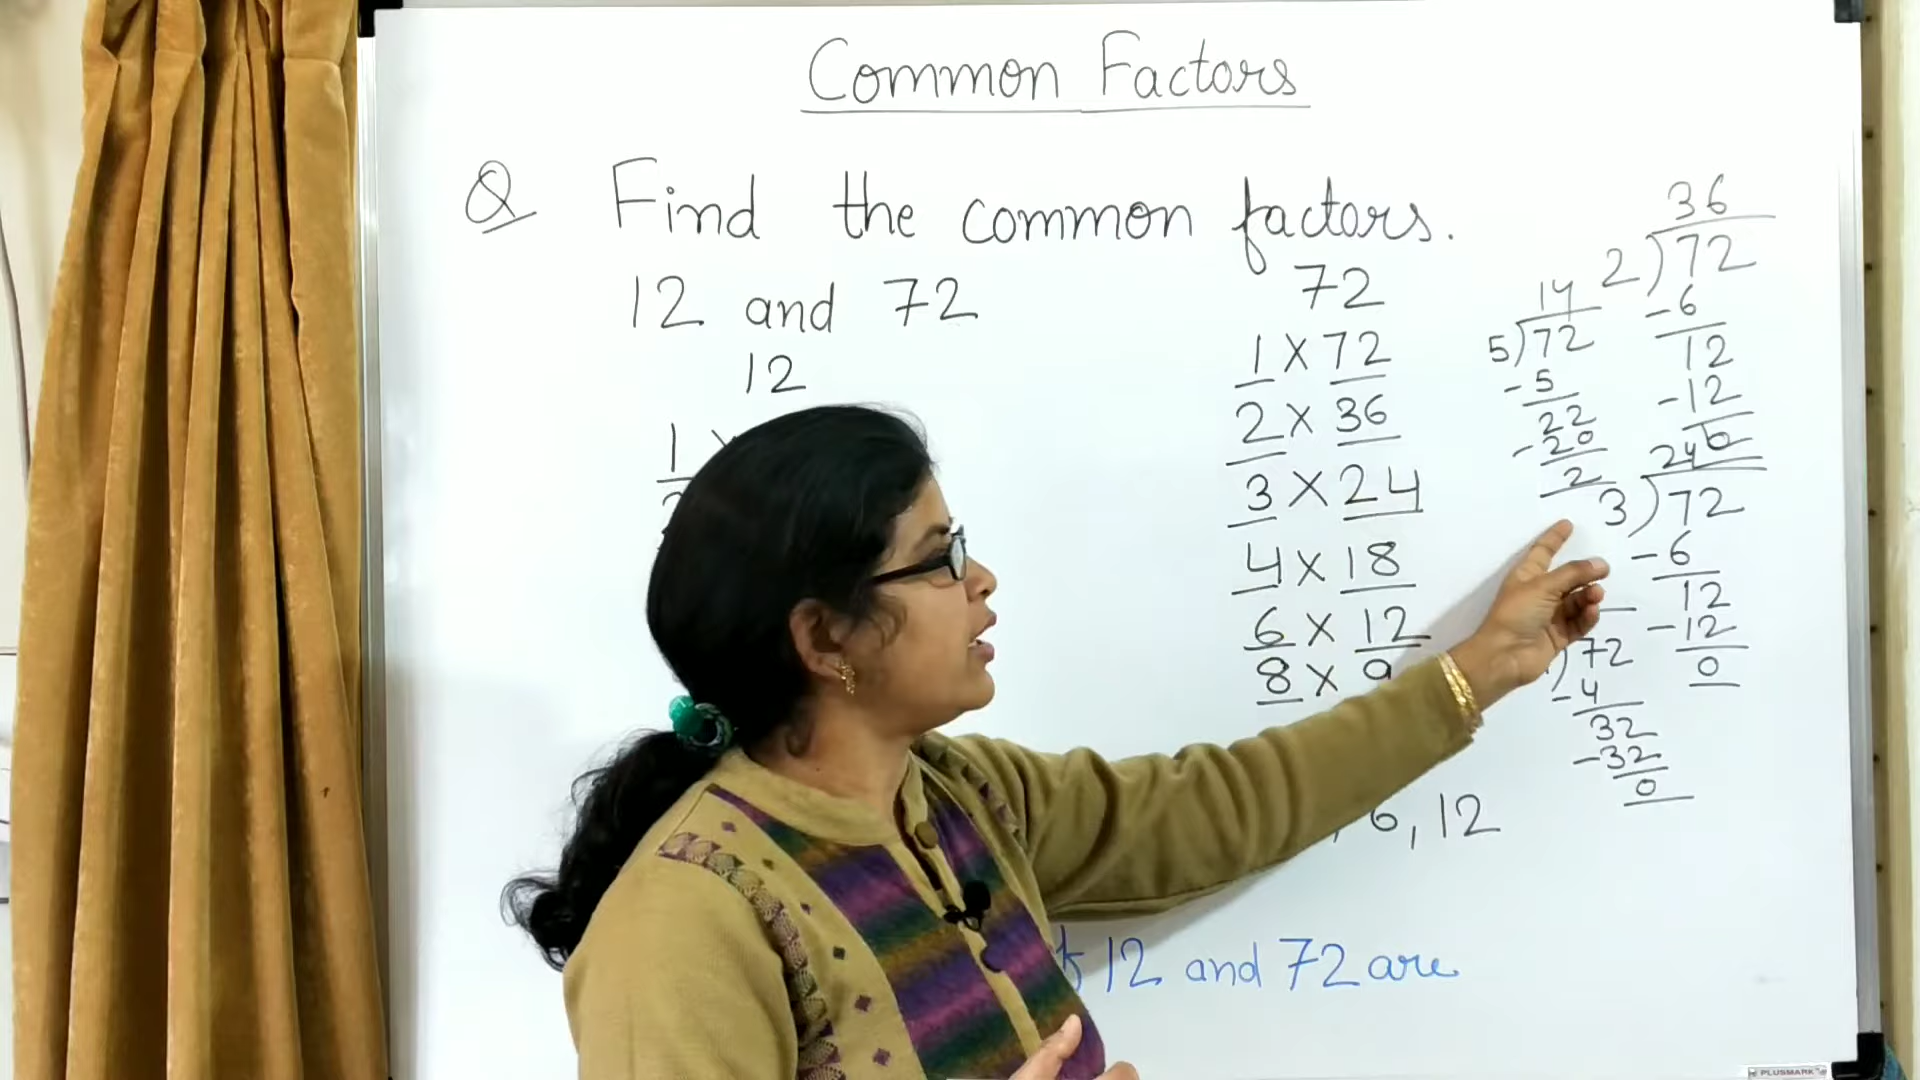 Common Factors
Q Find the common factors.
12 and 72
12
1 ×
72
1 × 72
2 × 36
3 × 24
4 × 18
6 × 12
8 × 9
, 6, 12
12 and 72 are
14
5)72
-5
22
-20
2
36
2)72
-6
12
-12
0
24
3)72
-6
12
-12
0
)72
-4
32
-32
0
PLUSMARK